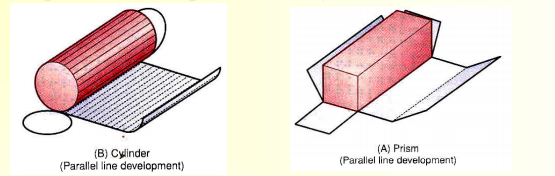 (B) Cylinder
(Parallel line development)
(A) Prism
(Parallel line development)